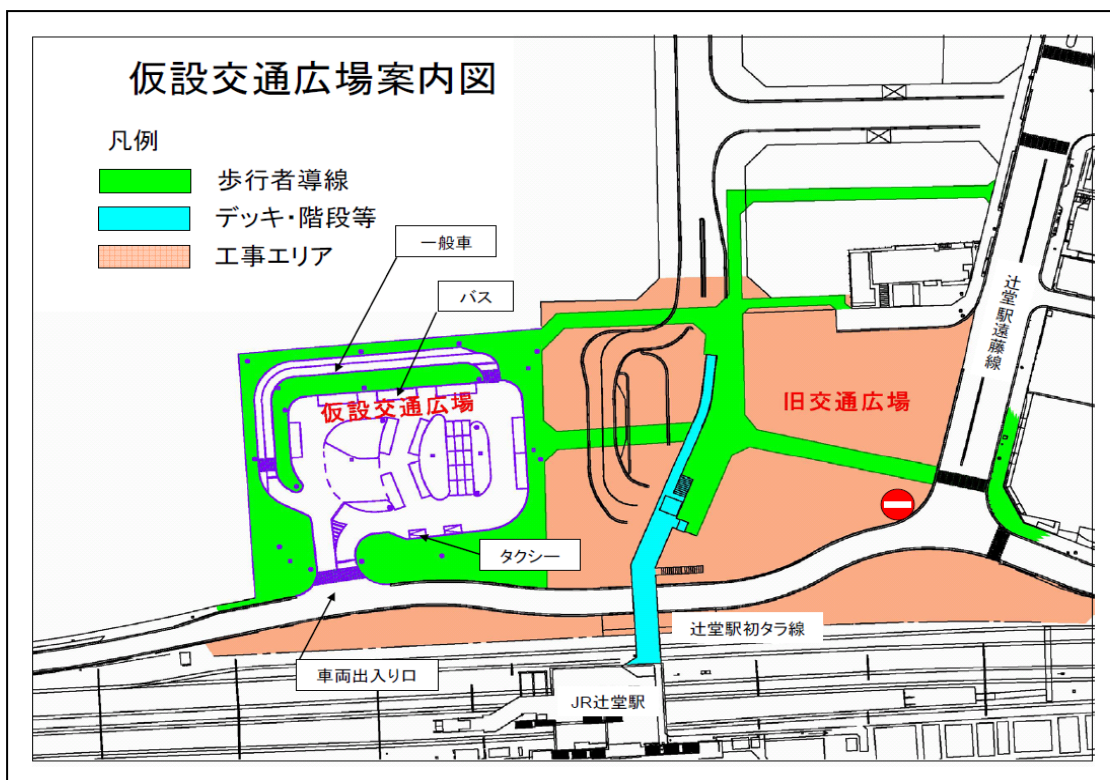 仮設交通広場案内図
凡例
歩行者導線
デッキ・階段等
工事エリア
一般車
バス
仮設交通広場
旧交通広場
辻堂駅遠藤線
タクシー
辻堂駅初タラ線
車両出入り口
JR辻堂駅